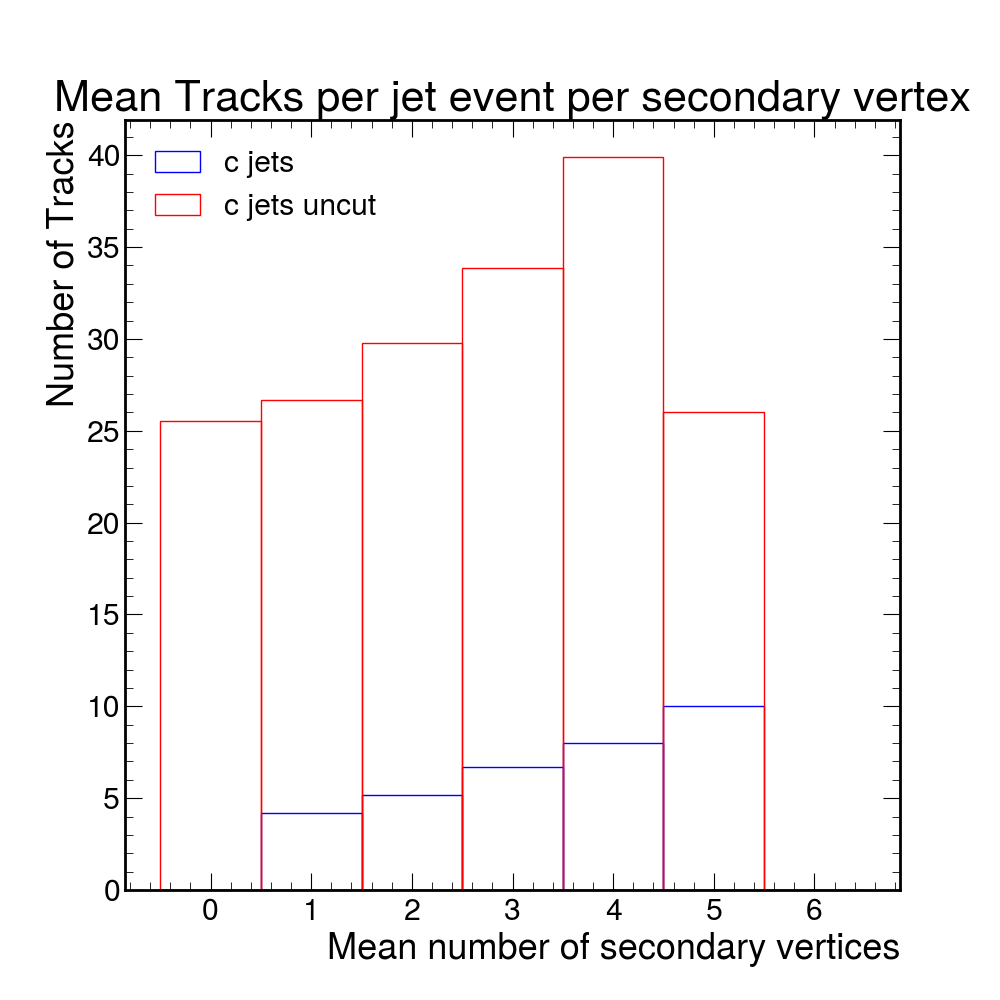 Mean Tracks per jet event per secondary vertex
Number of Tracks
c jets
c jets uncut
40
35
30
25
20
15
10
5
0
0 1 2 3 4 5 6
Mean number of secondary vertices